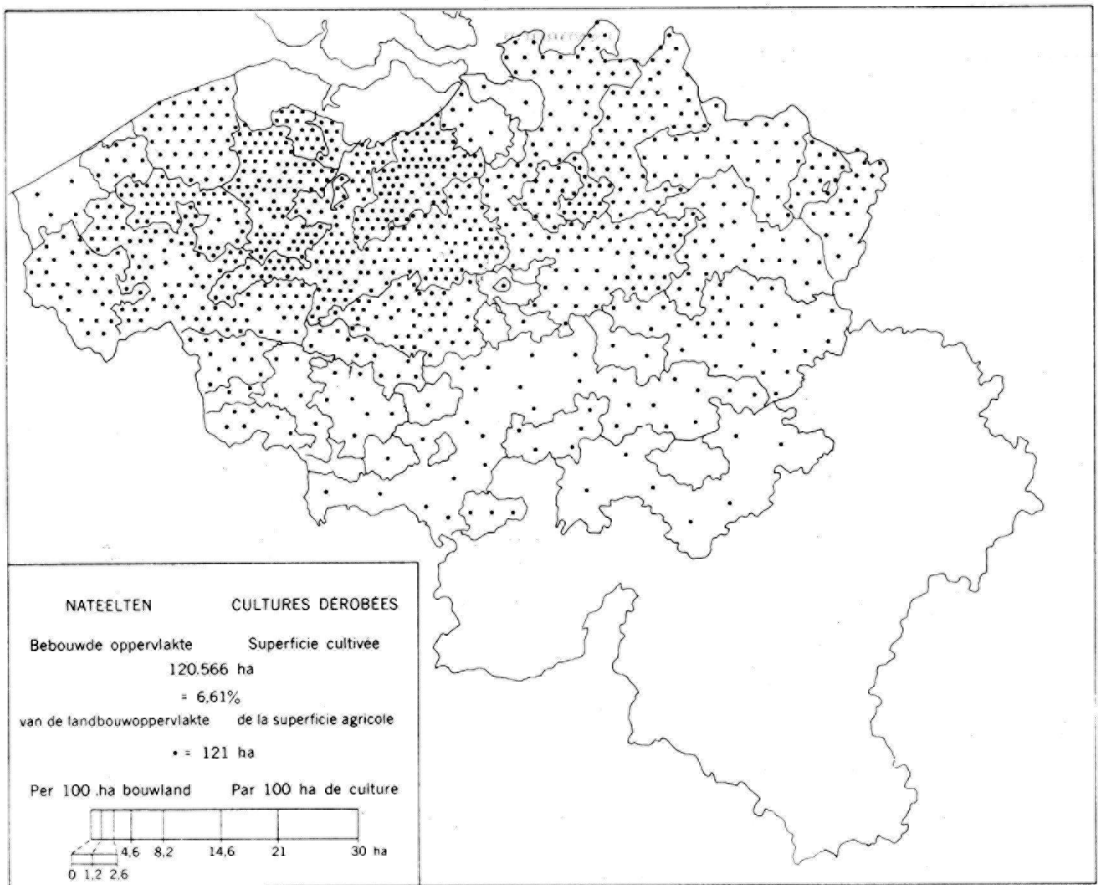 NATEELTEN CULTURES DÉROBÉES
Bebouwde oppervlakte Superficie cultivée
120.566 ha
= 6,61%
van de landbouwoppervlakte de la superficie agricole
• = 121 ha
Per 100 .ha bouwland Par 100 ha de culture
4,6 8,2 14,6 21 30 ha
0 1,2 2,6